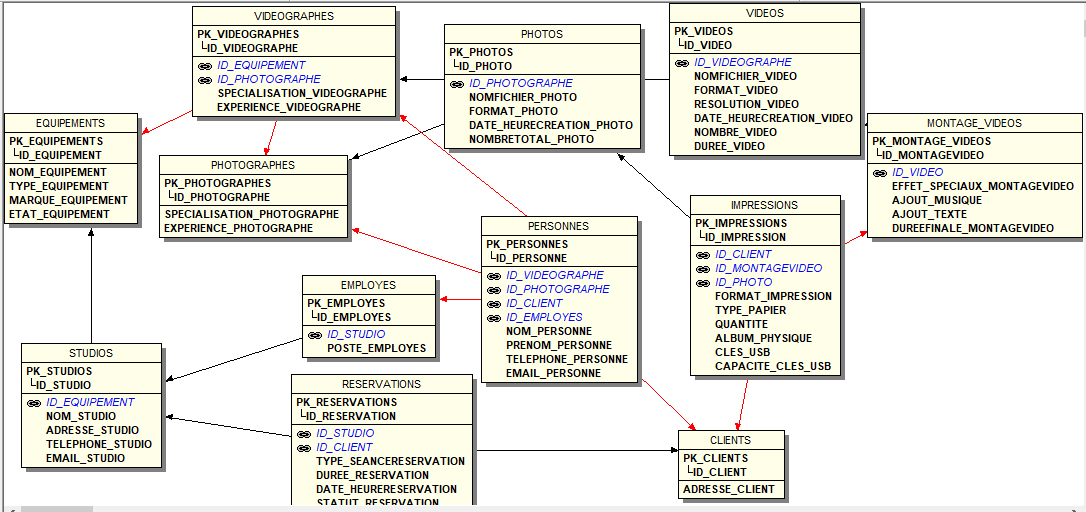 VIDEOGRAPHES
PK_VIDEOGRAPHES
ID_VIDEOGRAPHE
ID_EQUIPEMENT
ID_PHOTOGRAPHE
SPECIALISATION_VIDEOGRAPHE
EXPERIENCE_VIDEOGRAPHE
PHOTOS
PK_PHOTOS
ID_PHOTO
ID_PHOTOGRAPHE
NOMFICHIER_PHOTO
FORMAT_PHOTO
DATE_HEURECREATION_PHOTO
NOMBRETOTAL_PHOTO
VIDEOS
PK_VIDEOS
ID_VIDEO
ID_VIDEOGRAPHE
NOMFICHIER_VIDEO
FORMAT_VIDEO
RESOLUTION_VIDEO
DATE_HEURECREATION_VIDEO
NOMBRE_VIDEO
DUREE_VIDEO
EQUIPEMENTS
PK_EQUIPEMENTS
ID_EQUIPEMENT
NOM_EQUIPEMENT
TYPE_EQUIPEMENT
MARQUE_EQUIPEMENT
ETAT_EQUIPEMENT
PHOTOGRAPHES
PK_PHOTOGRAPHES
ID_PHOTOGRAPHE
SPECIALISATION_PHOTOGRAPHE
EXPERIENCE_PHOTOGRAPHE
MONTAGE_VIDEOS
PK_MONTAGE_VIDEOS
ID_MONTAGEVIDEO
ID_VIDEO
EFFET_SPECIAUX_MONTAGEVIDEO
AJOUT_MUSIQUE
AJOUT_TEXTE
DUREEFINALE_MONTAGEVIDEO
PERSONNES
PK_PERSONNES
ID_PERSONNE
ID_VIDEOGRAPHE
ID_PHOTOGRAPHE
ID_CLIENT
ID_EMPLOYES
NOM_PERSONNE
PRENOM_PERSONNE
TELEPHONE_PERSONNE
EMAIL_PERSONNE
IMPRESSIONS
PK_IMPRESSIONS
ID_IMPRESSION
ID_CLIENT
ID_MONTAGEVIDEO
ID_PHOTO
FORMAT_IMPRESSION
TYPE_PAPIER
QUANTITE
ALBUM_PHYSIQUE
CLES_USB
CAPACITE_CLES_USB
EMPLOYES
PK_EMPLOYES
ID_EMPLOYES
ID_STUDIO
POSTE_EMPLOYES
STUDIOS
PK_STUDIOS
ID_STUDIO
ID_EQUIPEMENT
NOM_STUDIO
ADRESSE_STUDIO
TELEPHONE_STUDIO
EMAIL_STUDIO
RESERVATIONS
PK_RESERVATIONS
ID_RESERVATION
ID_STUDIO
ID_CLIENT
TYPE_SEANCERESERVATION
DUREE_RESERVATION
DATE_HEURERESERVATION
STATUT_RESERVATION
CLIENTS
PK_CLIENTS
ID_CLIENT
ADRESSE_CLIENT